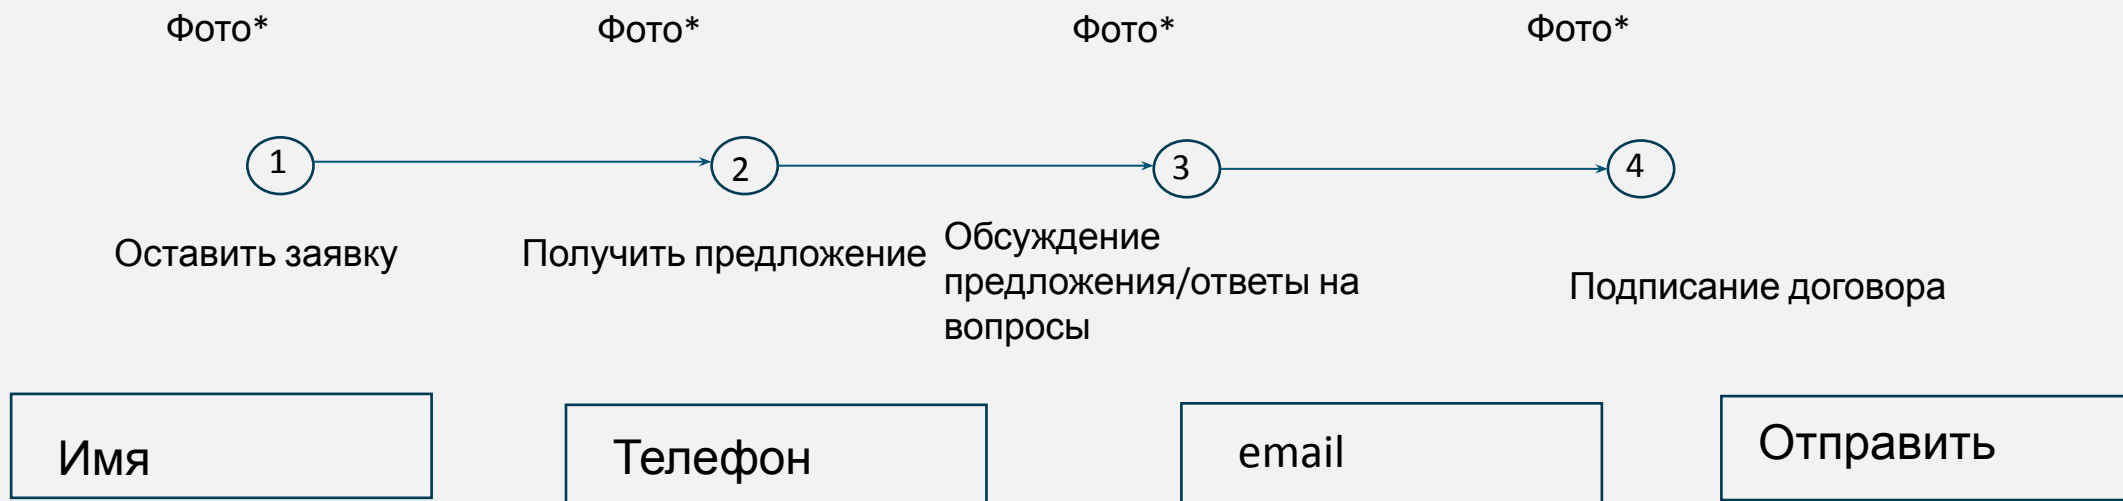 Фото*
Фото*
Фото*
Фото*
1
2
3
4
Оставить заявку
Получить предложение
Обсуждение
предложения/ответы на
вопросы
Подписание договора
Имя
Телефон
email
Отправить